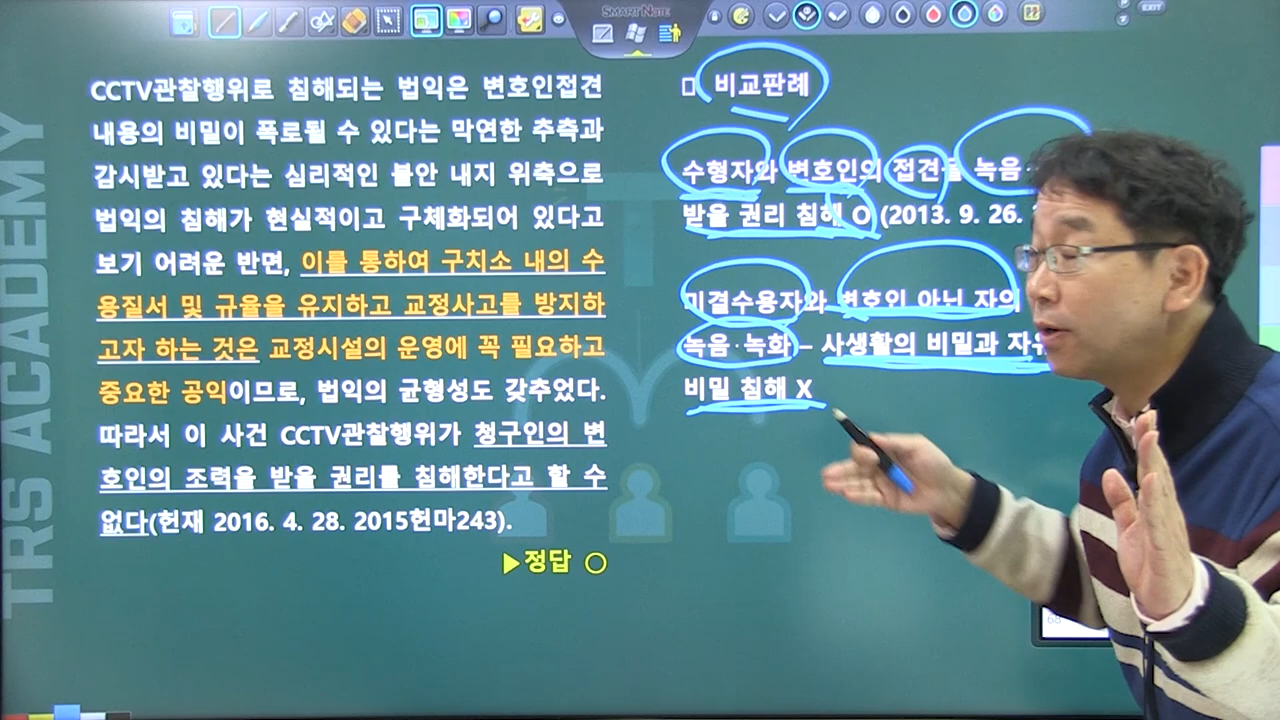 SMART NOTE
EXIT
TRS ACADEMY
CCTV관찰행위로 침해되는 법익은 변호인접견
내용의 비밀이 폭로될 수 있다는 막연한 추측과
감시받고 있다는 심리적인 불안 내지 위축으로
법익의 침해가 현실적이고 구체화되어 있다고
보기 어려운 반면, 이를 통하여 구치소 내의 수
용질서 및 규율을 유지하고 교정사고를 방지하
고자 하는 것은 교정시설의 운영에 꼭 필요하고
중요한 공익이므로, 법익의 균형성도 갖추었다.
따라서 이 사건 CCTV관찰행위가 청구인의 변
호인의 조력을 받을 권리를 침해한다고 할 수
없다(헌재 2016. 4. 28. 2015헌마243).
▶정답 ○
□ 비교판례
수형자와 변호인의 접견을 녹음
받을 권리 침해 O (2013. 9. 26.
미결수용자와 변호인 아닌 자의
녹음·녹화 – 사생활의 비밀과 자유
비밀 침해 X
68